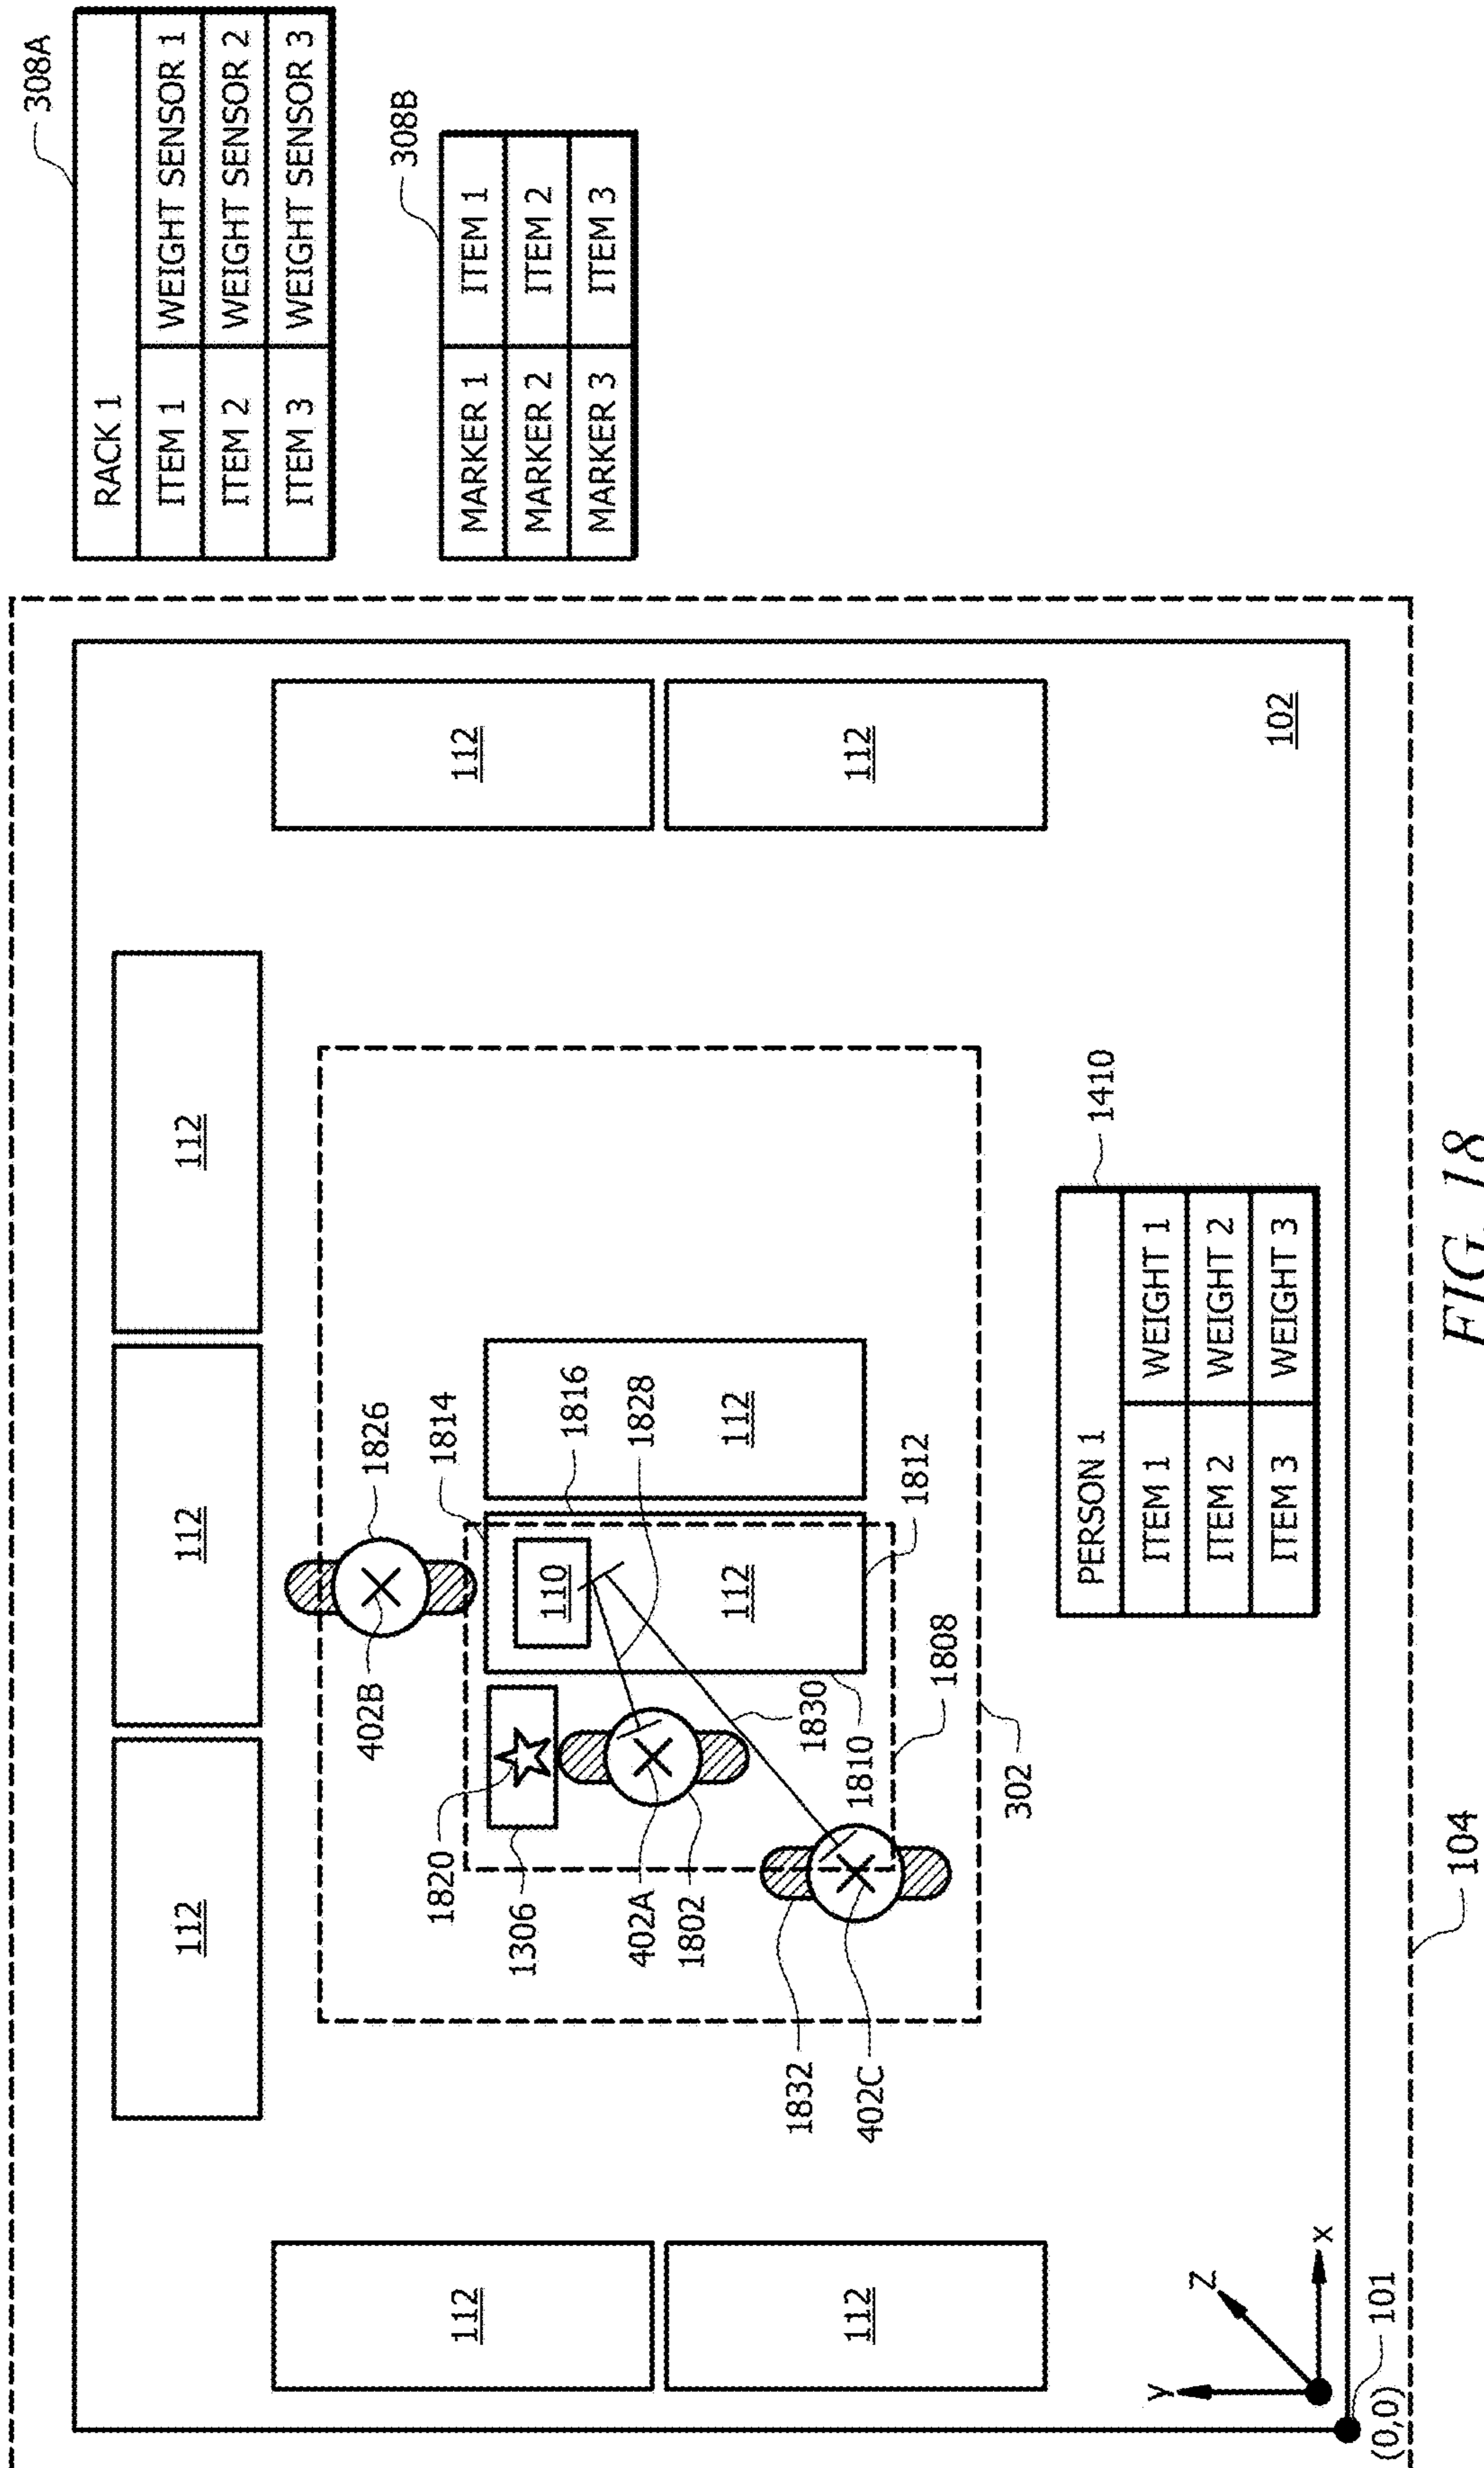 308A
RACK 1
ITEM 1 WEIGHT SENSOR 1
ITEM 2 WEIGHT SENSOR 2
ITEM 3 WEIGHT SENSOR 3
308B
MARKER 1 ITEM 1
MARKER 2 ITEM 2
MARKER 3 ITEM 3
112
112
112
112
112
112
112
102
402B
1826
1814
1816
1828
110
112
112
1820
1306
402A
1802
1830
1810
1812
1808
302
1832
402C
1410
PERSON 1
ITEM 1 WEIGHT 1
ITEM 2 WEIGHT 2
ITEM 3 WEIGHT 3
y
Z
x
101
(0,0)
104
FIG. 18